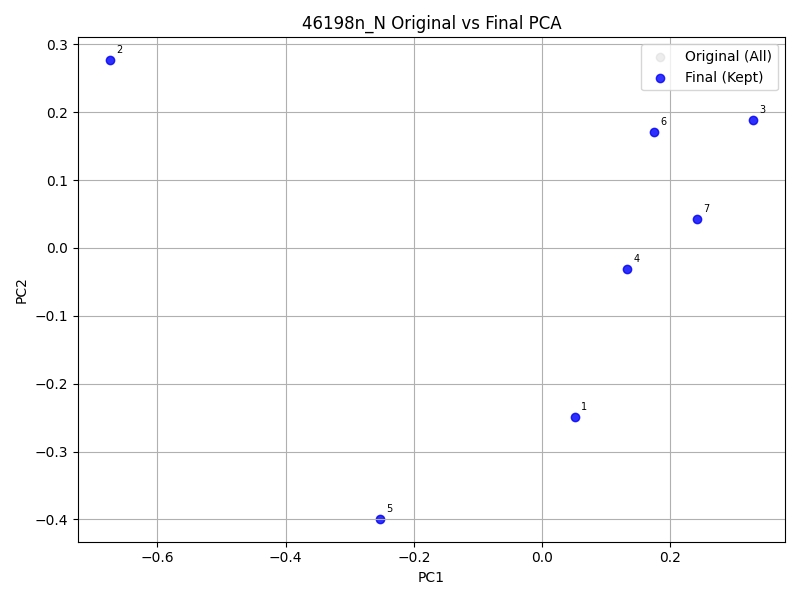 46198n_N Original vs Final PCA
Original (All)
Final (Kept)
2
3
6
7
4
1
5
0.3
0.2
0.1
0.0
−0.1
−0.2
−0.3
−0.4
PC2
−0.6 −0.4 −0.2 0.0 0.2
PC1